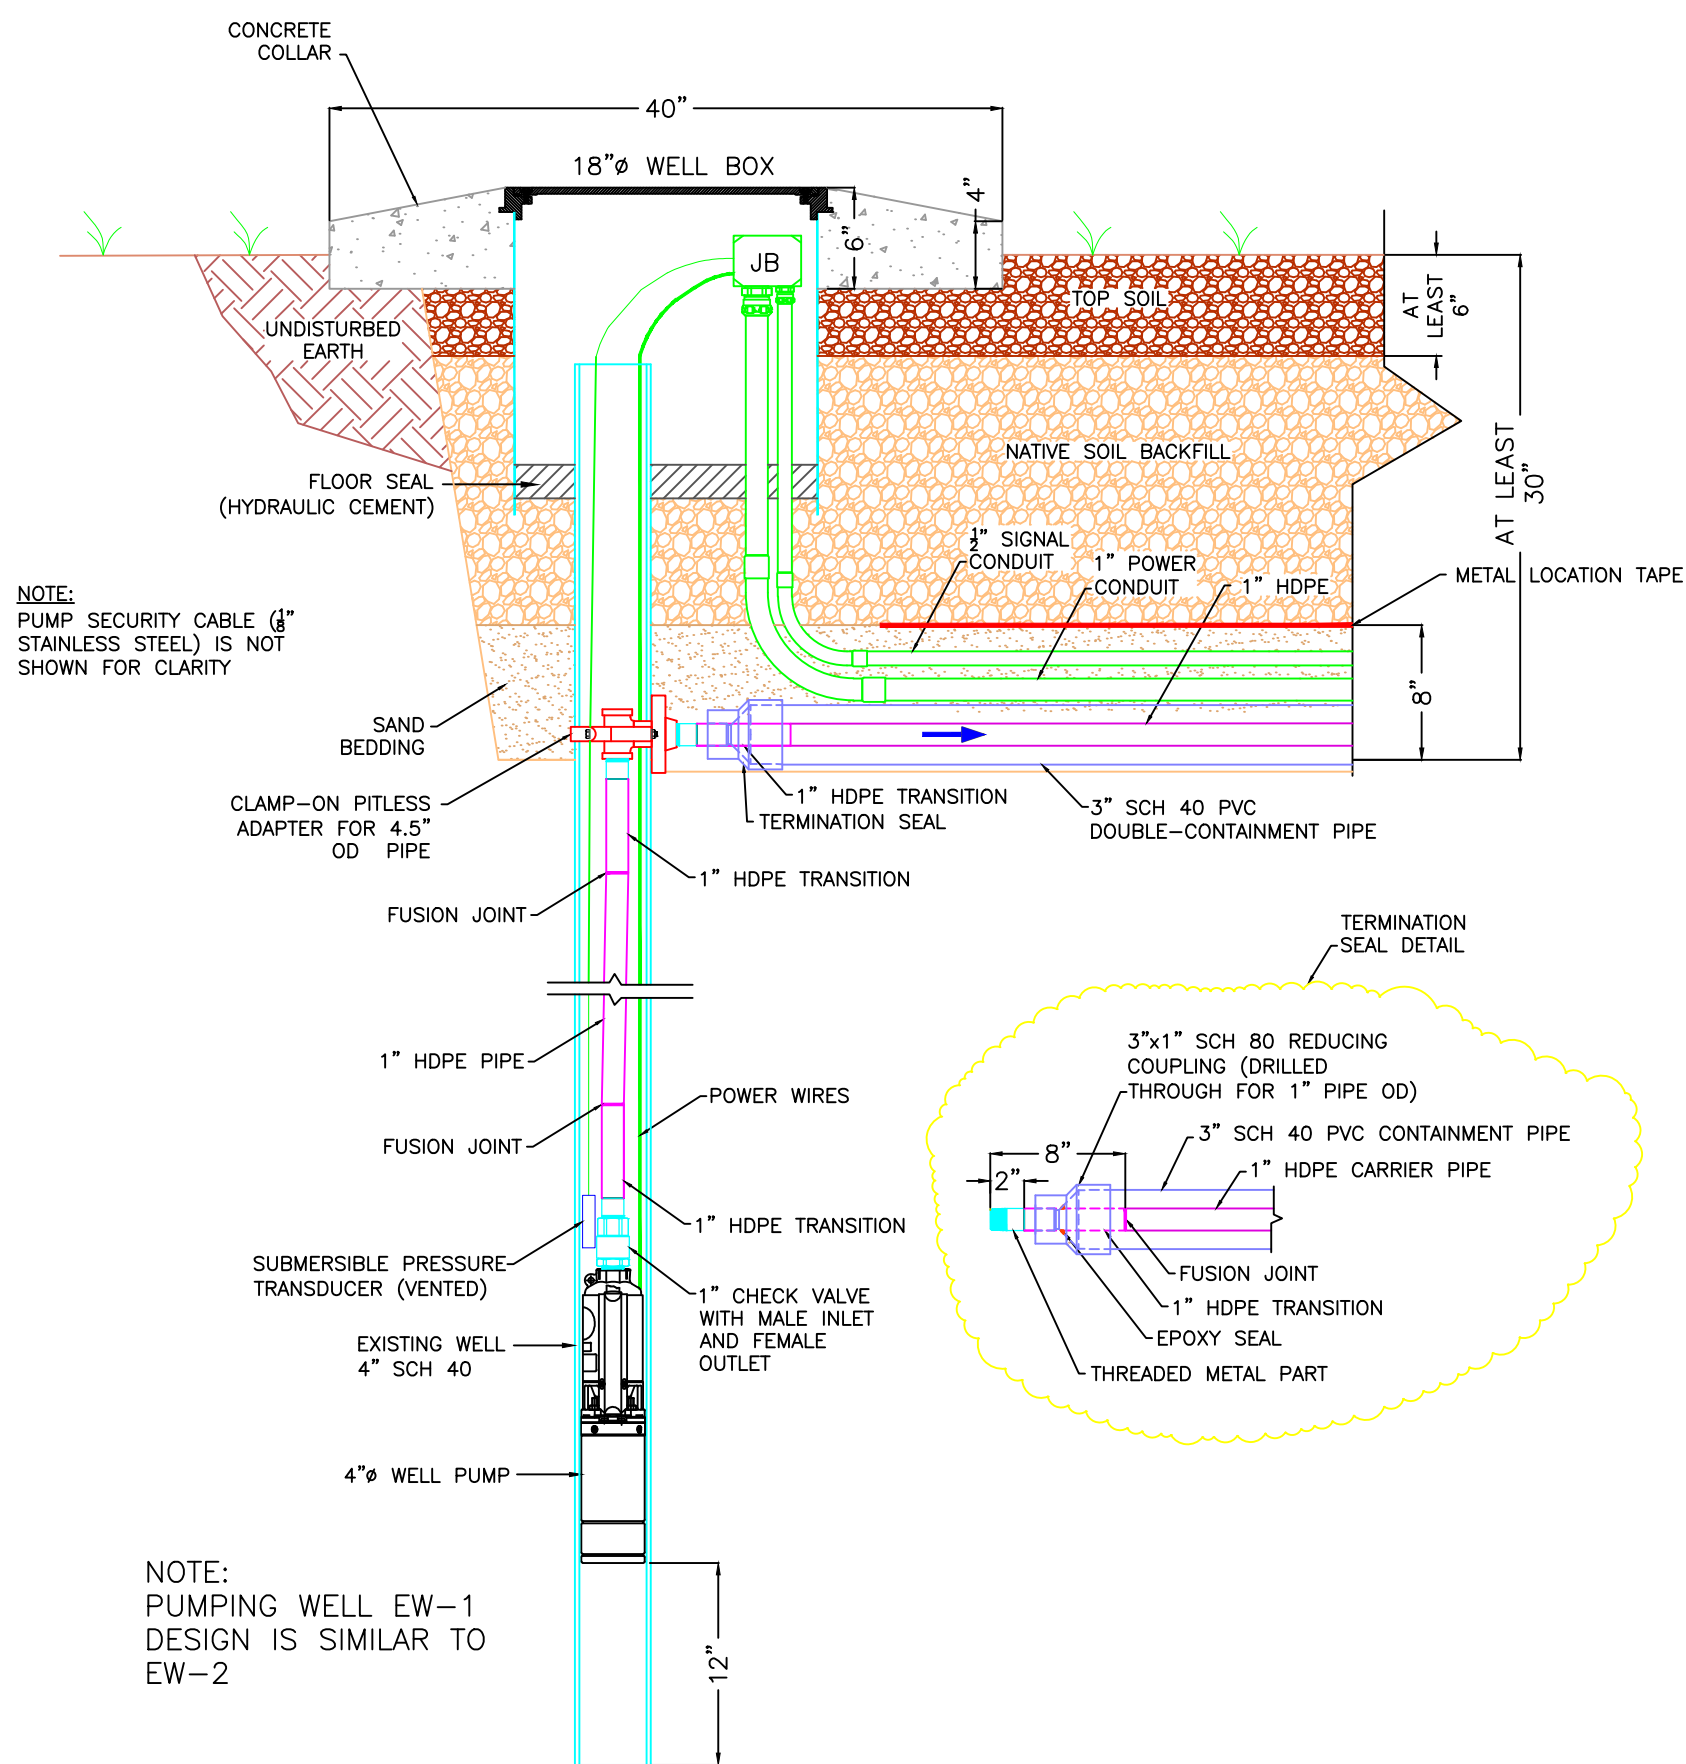 CONCRETE
COLLAR
40”
18”ø WELL BOX
4”
6”
JB
TOP SOIL
AT
LEAST
6”
UNDISTURBED
EARTH
NATIVE SOIL BACKFILL
AT LEAST
30”
FLOOR SEAL
(HYDRAULIC CEMENT)
1/2” SIGNAL
CONDUIT
1” POWER
CONDUIT
1” HDPE
METAL LOCATION TAPE
NOTE:
PUMP SECURITY CABLE (1/8”
STAINLESS STEEL) IS NOT
SHOWN FOR CLARITY
8”
SAND
BEDDING
CLAMP-ON PITLESS
ADAPTER FOR 4.5”
OD PIPE
1” HDPE TRANSITION
TERMINATION SEAL
3” SCH 40 PVC
DOUBLE-CONTAINMENT PIPE
1” HDPE TRANSITION
FUSION JOINT
TERMINATION
SEAL DETAIL
1” HDPE PIPE
3”x1” SCH 80 REDUCING
COUPLING (DRILLED
THROUGH FOR 1” PIPE OD)
POWER WIRES
FUSION JOINT
3” SCH 40 PVC CONTAINMENT PIPE
8”
1” HDPE CARRIER PIPE
2”
1” HDPE TRANSITION
SUBMERSIBLE PRESSURE
TRANSDUCER (VENTED)
FUSION JOINT
1” HDPE TRANSITION
EPOXY SEAL
THREADED METAL PART
1” CHECK VALVE
WITH MALE INLET
AND FEMALE
OUTLET
EXISTING WELL
4” SCH 40
4”ø WELL PUMP
NOTE:
PUMPING WELL EW-1
DESIGN IS SIMILAR TO
EW-2
12”